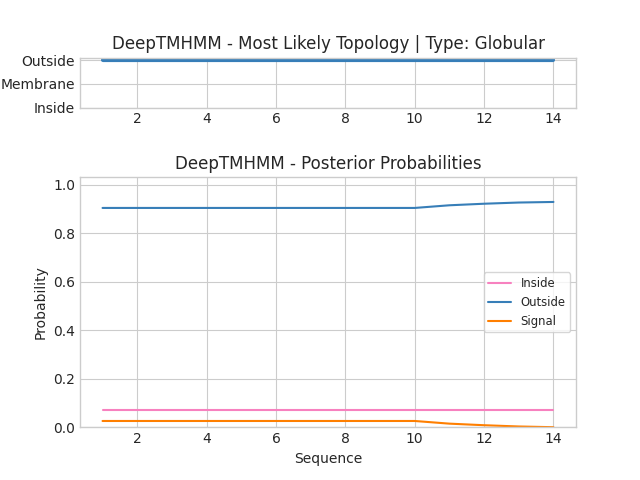 DeepTMHMM - Most Likely Topology | Type: Globular
Outside
Membrane
Inside
2 4 6 8 10 12 14
DeepTMHMM - Posterior Probabilities
1.0
0.8
0.6
0.4
0.2
0.0
Probability
Inside
Outside
Signal
2 4 6 8 10 12 14
Sequence